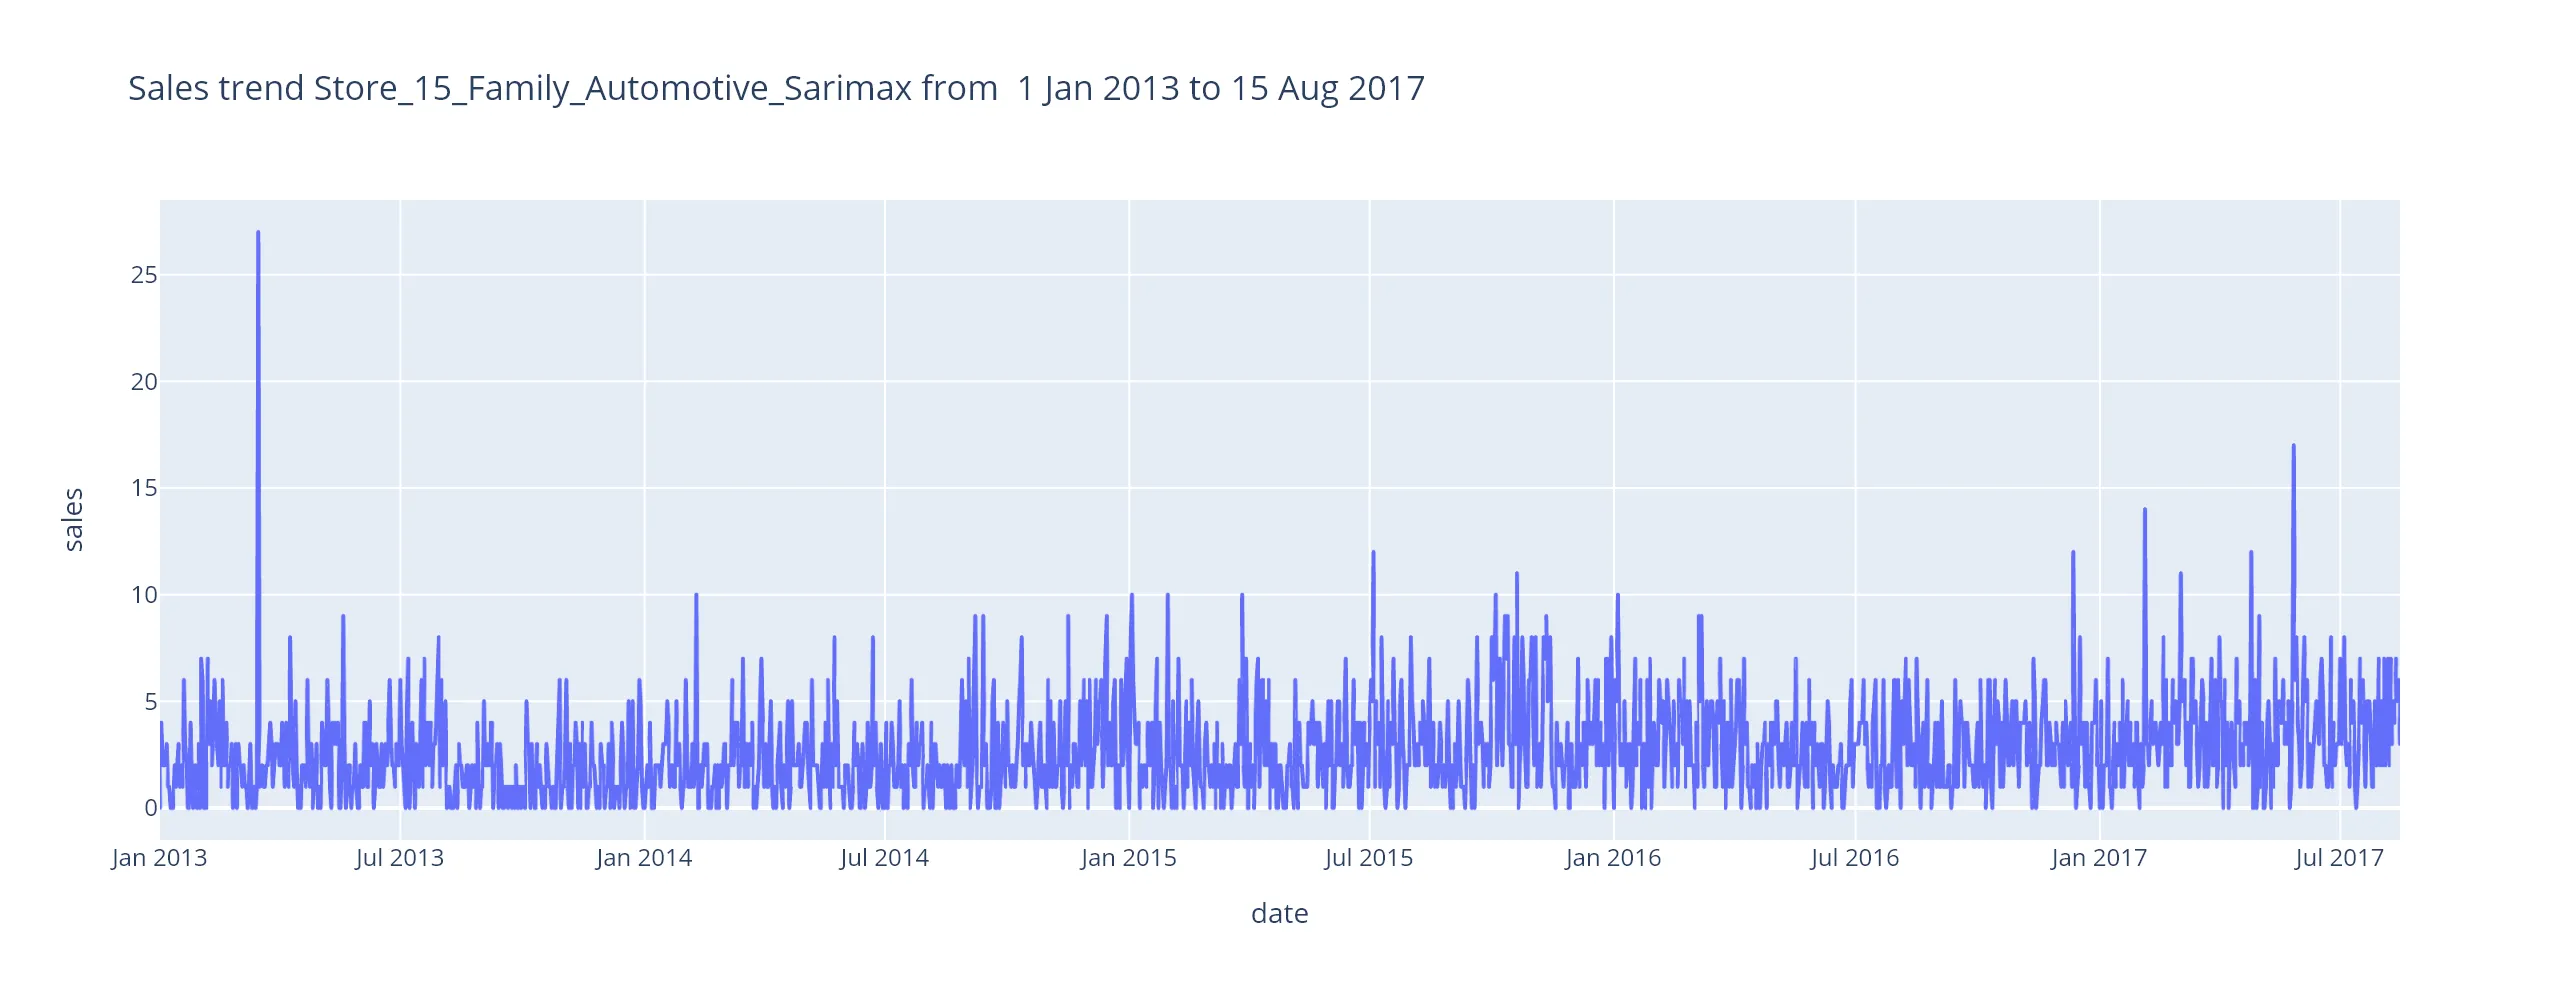 Sales trend Store_15_Family_Automotive_Sarimax from  1 Jan 2013 to 15 Aug 2017
25
20
15
10
5
0
sales
Jan 2013 Jul 2013 Jan 2014 Jul 2014 Jan 2015 Jul 2015 Jan 2016 Jul 2016 Jan 2017 Jul 2017
date